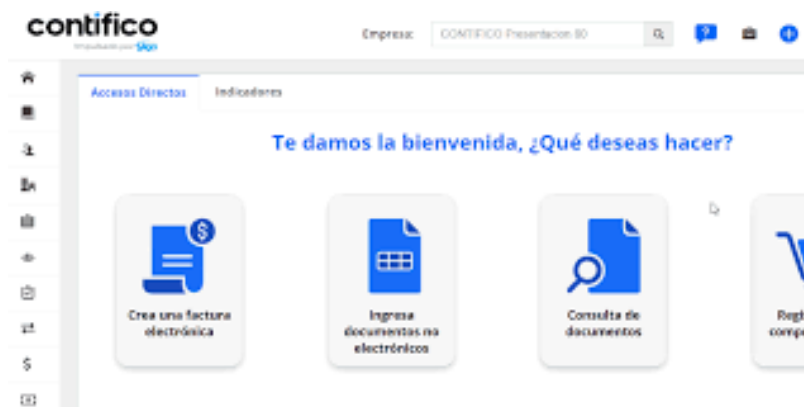 contifico
Empresa:
CONTIFICO Presentacion 80
Accesos Directos
Indicadores
Te damos la bienvenida, ¿Qué deseas hacer?
Crea una factura
electrónica
Ingresa
documentos no
electrónicos
Consulta de
documentos